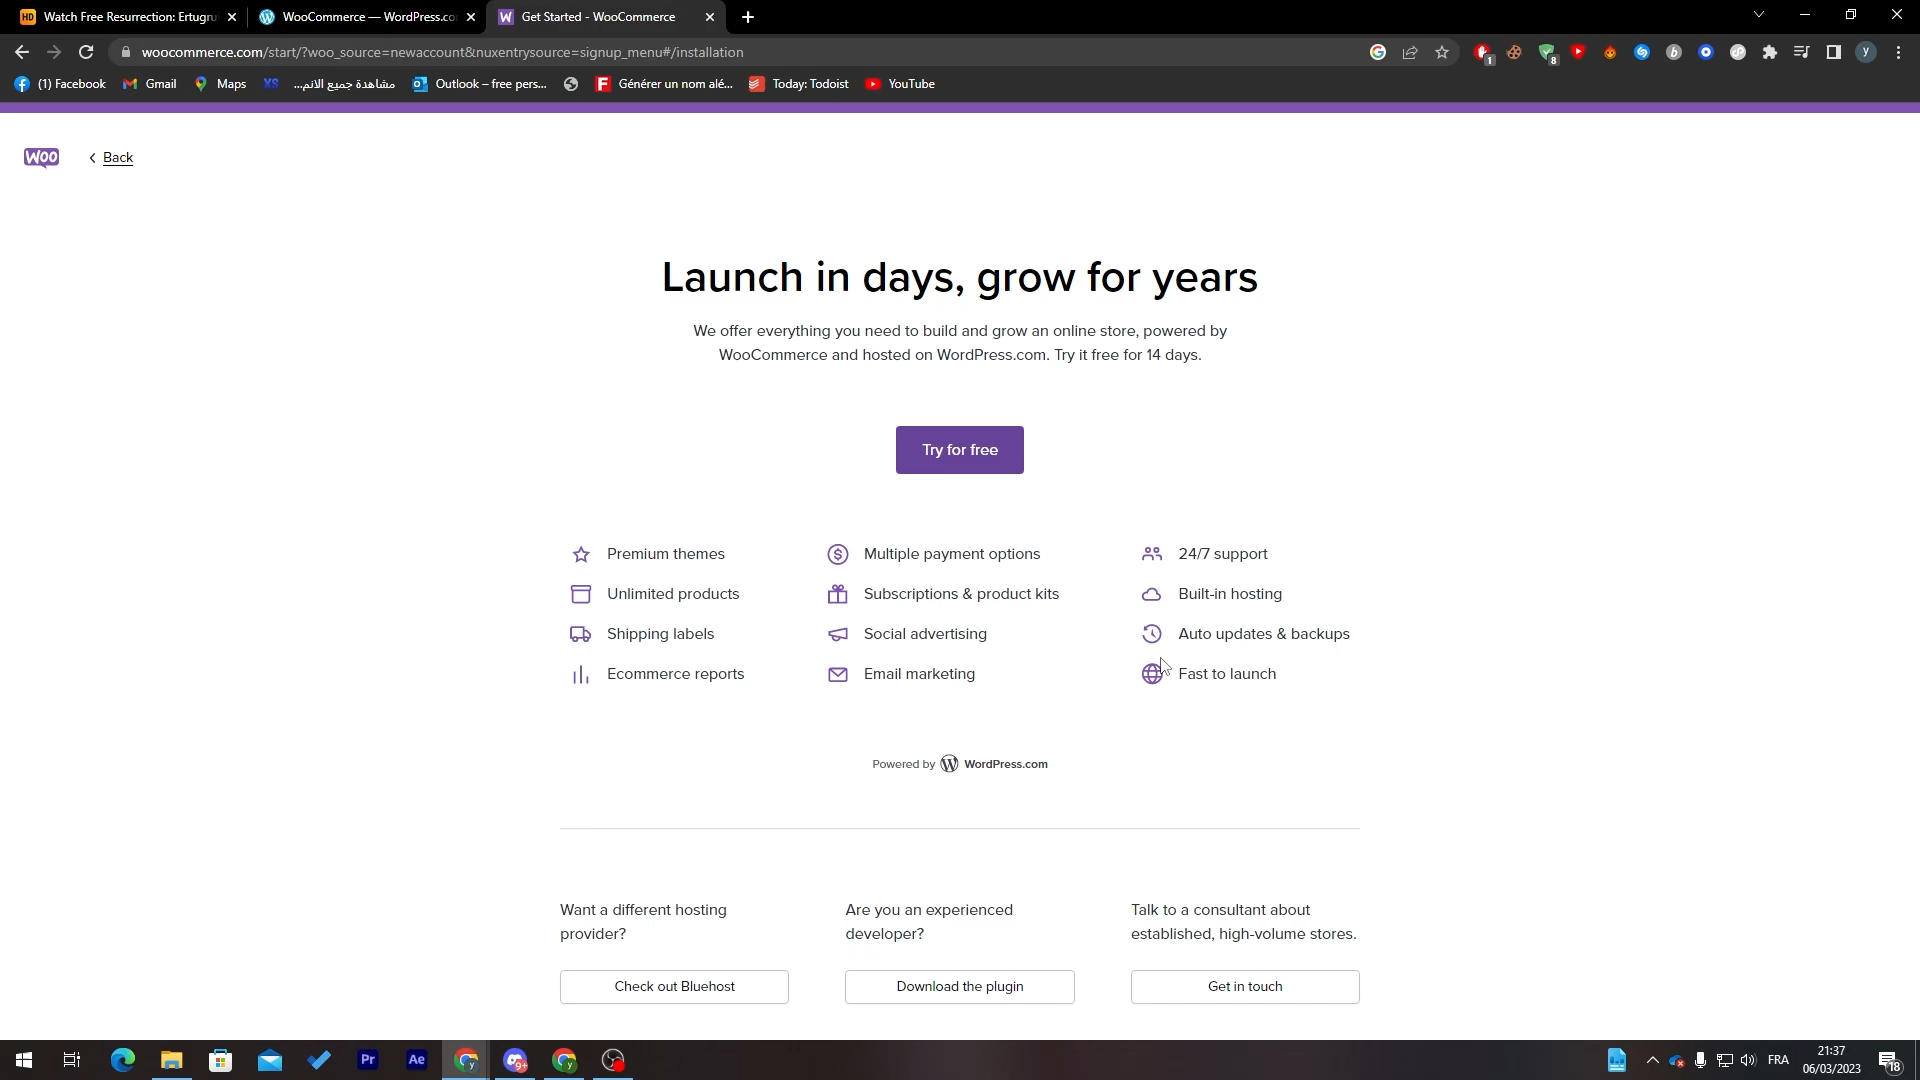 Watch Free Resurrection: Ertugru
WooCommerce — WordPress.co
Get Started - WooCommerce
woocommerce.com/start/?woo_source=newaccount&nuxentrysource=signup_menu#/installation
(1) Facebook
Gmail
Maps
مشاهدة جميع الانم...
Outlook – free pers...
Générer un nom alé...
Today: Todoist
YouTube
Woo
Back
Launch in days, grow for years
We offer everything you need to build and grow an online store, powered by
WooCommerce and hosted on WordPress.com. Try it free for 14 days.
Try for free
Premium themes
Multiple payment options
24/7 support
Unlimited products
Subscriptions & product kits
Built-in hosting
Shipping labels
Social advertising
Auto updates & backups
Ecommerce reports
Email marketing
Fast to launch
Powered by WordPress.com
Want a different hosting
provider?
Are you an experienced
developer?
Talk to a consultant about
established, high-volume stores.
Check out Bluehost
Download the plugin
Get in touch
Pr
Ae
FRA
21:37
06/03/2023
18